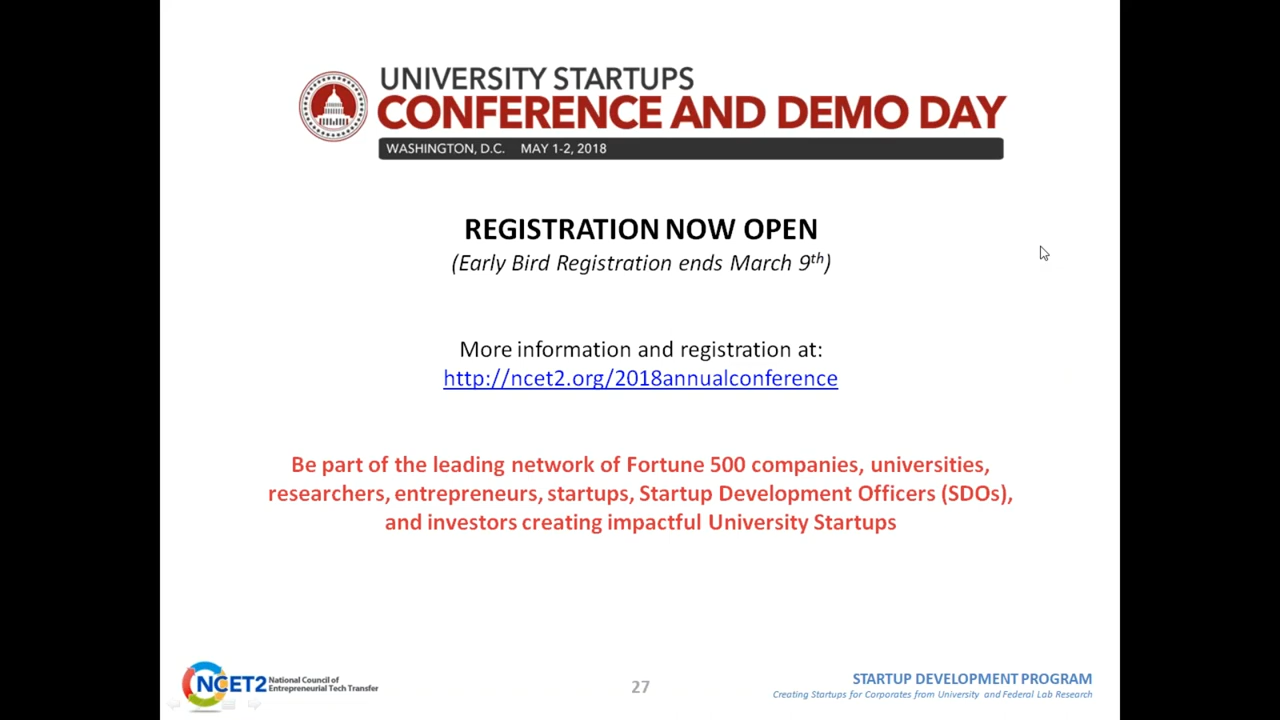 UNIVERSITY STARTUPS
CONFERENCE AND DEMO DAY
WASHINGTON, D.C. MAY 1-2, 2018
REGISTRATION NOW OPEN
(Early Bird Registration ends March 9th)
More information and registration at:
http://ncet2.org/2018annualconference
Be part of the leading network of Fortune 500 companies, universities,
researchers, entrepreneurs, startups, Startup Development Officers (SDOs),
and investors creating impactful University Startups
NCET2 National Council of
Entrepreneurial Tech Transfer
27
STARTUP DEVELOPMENT PROGRAM
Creating Startups for Corporates from University and Federal Lab Research